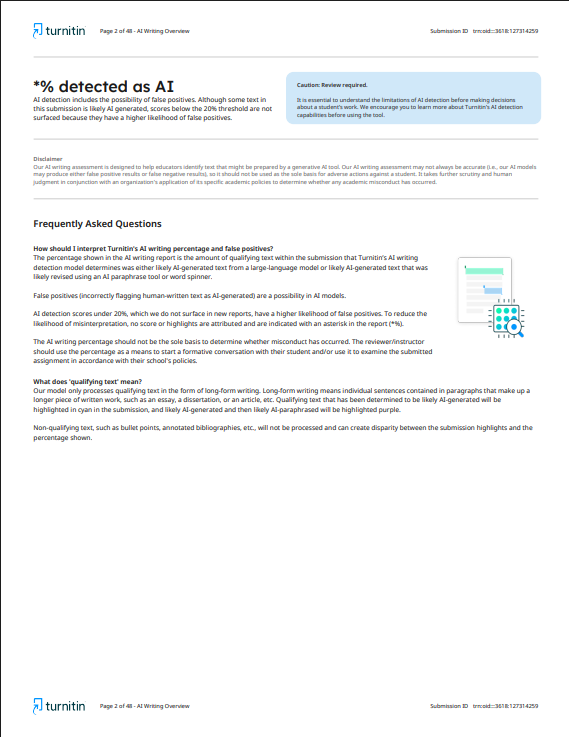 turnitin Page 2 of 48 - AI Writing Overview Submission ID trn:oid:::3618:127314259
*% detected as AI
AI detection includes the possibility of false positives. Although some text in
this submission is likely AI generated, scores below the 20% threshold are not
surfaced because they have a higher likelihood of false positives.
Caution: Review required.
It is essential to understand the limitations of AI detection before making decisions
about a student's work. We encourage you to learn more about Turnitin's AI detection
capabilities before using the tool.
Disclaimer
Our AI writing assessment is designed to help educators identify text that might be prepared by a generative AI tool. Our AI writing assessment may not always be accurate (i.e., our AI models
may produce either false positive results or false negative results), so it should not be used as the sole basis for adverse actions against a student. It takes further scrutiny and human
judgment in conjunction with an organization's application of its specific academic policies to determine whether any academic misconduct has occurred.
Frequently Asked Questions
How should I interpret Turnitin's AI writing percentage and false positives?
The percentage shown in the AI writing report is the amount of qualifying text within the submission that Turnitin's AI writing
detection model determines was either likely AI-generated text from a large-language model or likely AI-generated text that was
likely revised using an AI paraphrase tool or word spinner.
False positives (incorrectly flagging human-written text as AI-generated) are a possibility in AI models.
AI detection scores under 20%, which we do not surface in new reports, have a higher likelihood of false positives. To reduce the
likelihood of misinterpretation, no score or highlights are attributed and are indicated with an asterisk in the report (*%).
The AI writing percentage should not be the sole basis to determine whether misconduct has occurred. The reviewer/instructor
should use the percentage as a means to start a formative conversation with their student and/or use it to examine the submitted
assignment in accordance with their school's policies.
What does 'qualifying text' mean?
Our model only processes qualifying text in the form of long-form writing. Long-form writing means individual sentences contained in paragraphs that make up a
longer piece of written work, such as an essay, a dissertation, or an article, etc. Qualifying text that has been determined to be likely AI-generated will be
highlighted in cyan in the submission, and likely AI-generated and then likely AI-paraphrased will be highlighted purple.
Non-qualifying text, such as bullet points, annotated bibliographies, etc., will not be processed and can create disparity between the submission highlights and the
percentage shown.
turnitin Page 2 of 48 - AI Writing Overview Submission ID trn:oid:::3618:127314259